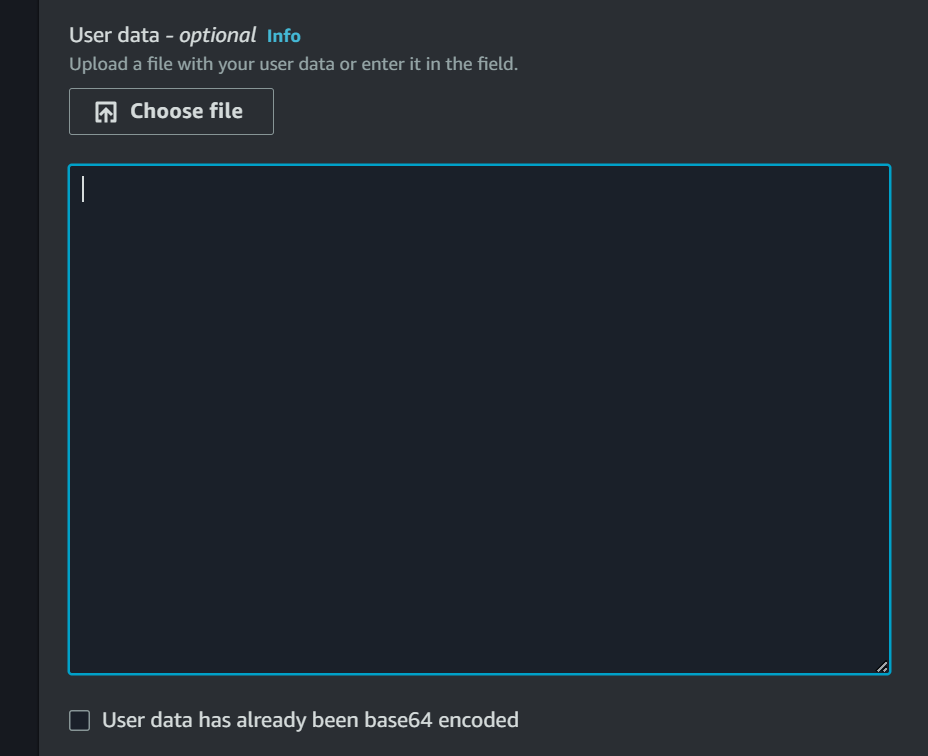 User data - optional Info
Upload a file with your user data or enter it in the field.
Choose file
User data has already been base64 encoded